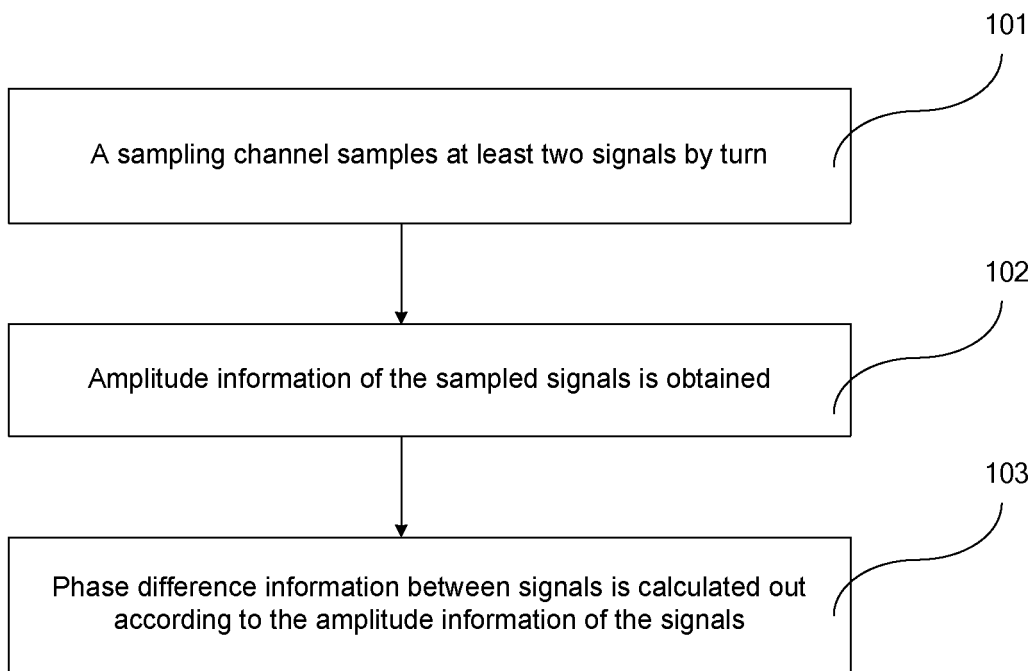 101
A sampling channel samples at least two signals by turn
102
Amplitude information of the sampled signals is obtained
103
Phase difference information between signals is calculated out
according to the amplitude information of the signals